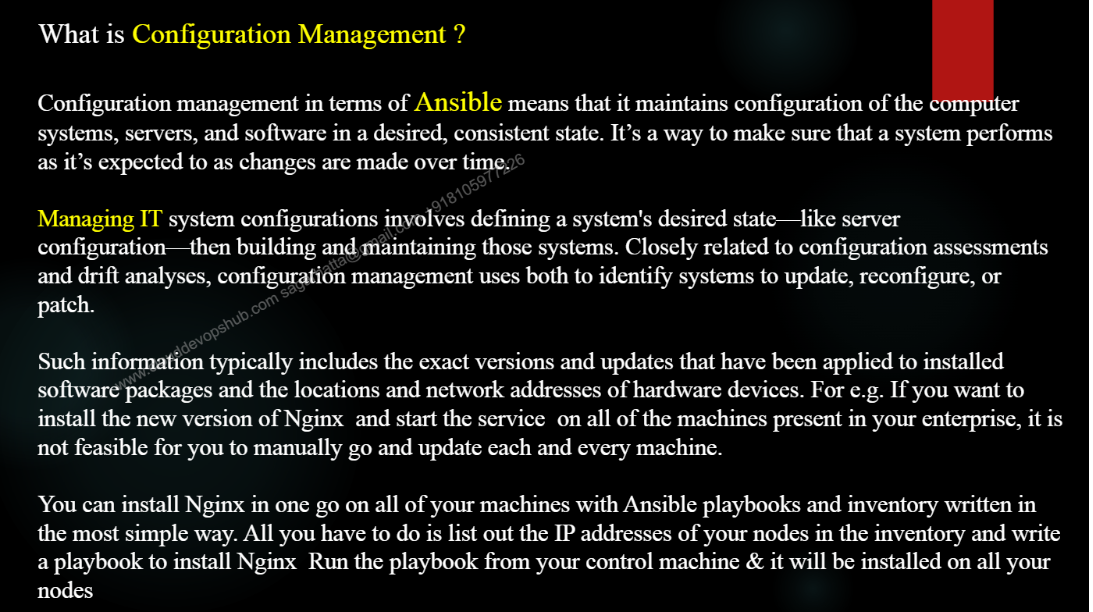 What is Configuration Management ?
Configuration management in terms of Ansible means that it maintains configuration of the computer
systems, servers, and software in a desired, consistent state. It’s a way to make sure that a system performs
as it’s expected to as changes are made over time.
Managing IT system configurations involves defining a system's desired state—like server
configuration—then building and maintaining those systems. Closely related to configuration assessments
and drift analyses, configuration management uses both to identify systems to update, reconfigure, or
patch.
Such information typically includes the exact versions and updates that have been applied to installed
software packages and the locations and network addresses of hardware devices. For e.g. If you want to
install the new version of Nginx  and start the service  on all of the machines present in your enterprise, it is
not feasible for you to manually go and update each and every machine.
You can install Nginx in one go on all of your machines with Ansible playbooks and inventory written in
the most simple way. All you have to do is list out the IP addresses of your nodes in the inventory and write
a playbook to install Nginx  Run the playbook from your control machine & it will be installed on all your
nodes